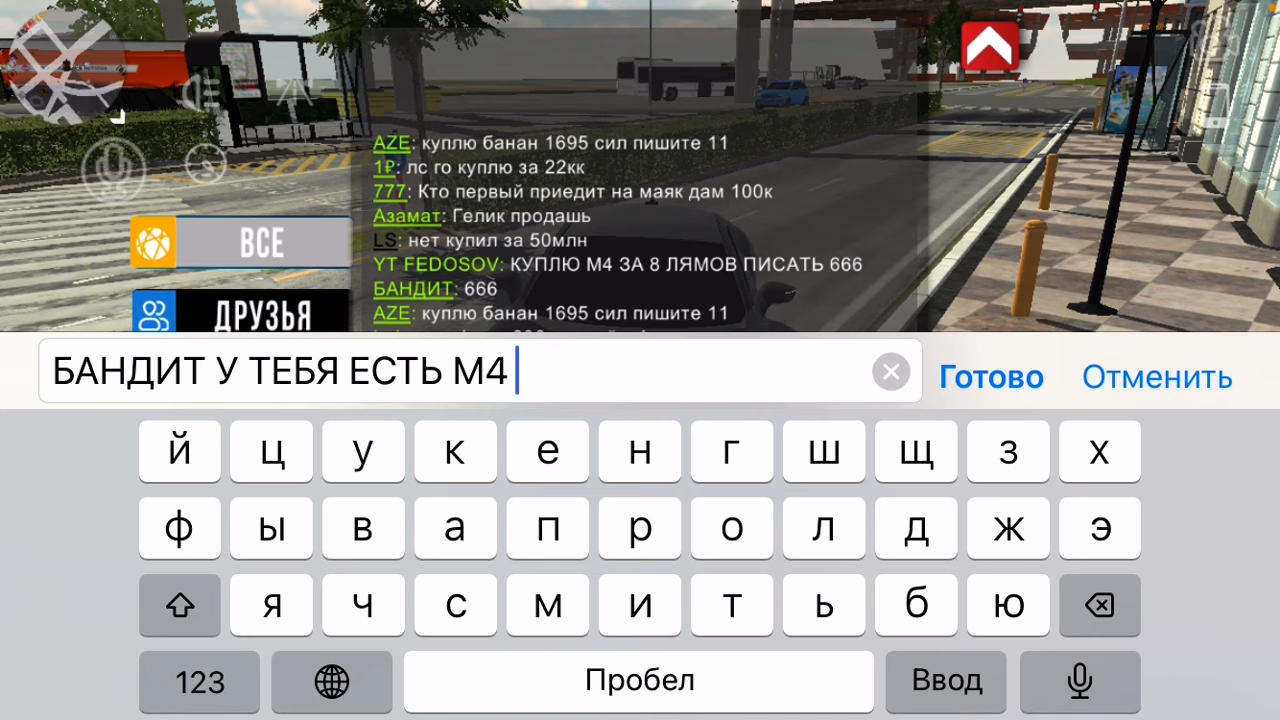 AZE: куплю банан 1695 сил пишите 11
1₽: лс го куплю за 22кк
777: Кто первый приедит на маяк дам 100к
Азамат: Гелик продашь
LS: нет купил за 50млн
YT FEDOSOV: КУПЛЮ М4 ЗА 8 ЛЯМОВ ПИСАТЬ 666
БАНДИТ: 666
AZE: куплю банан 1695 сил пишите 11
ВСЕ
ДРУЗЬЯ
БАНДИТ У ТЕБЯ ЕСТЬ М4
Готово Отменить
й ц у к е н г ш щ з х
ф ы в а п р о л д ж э
я ч с м и т ь б ю
123 Пробел Ввод